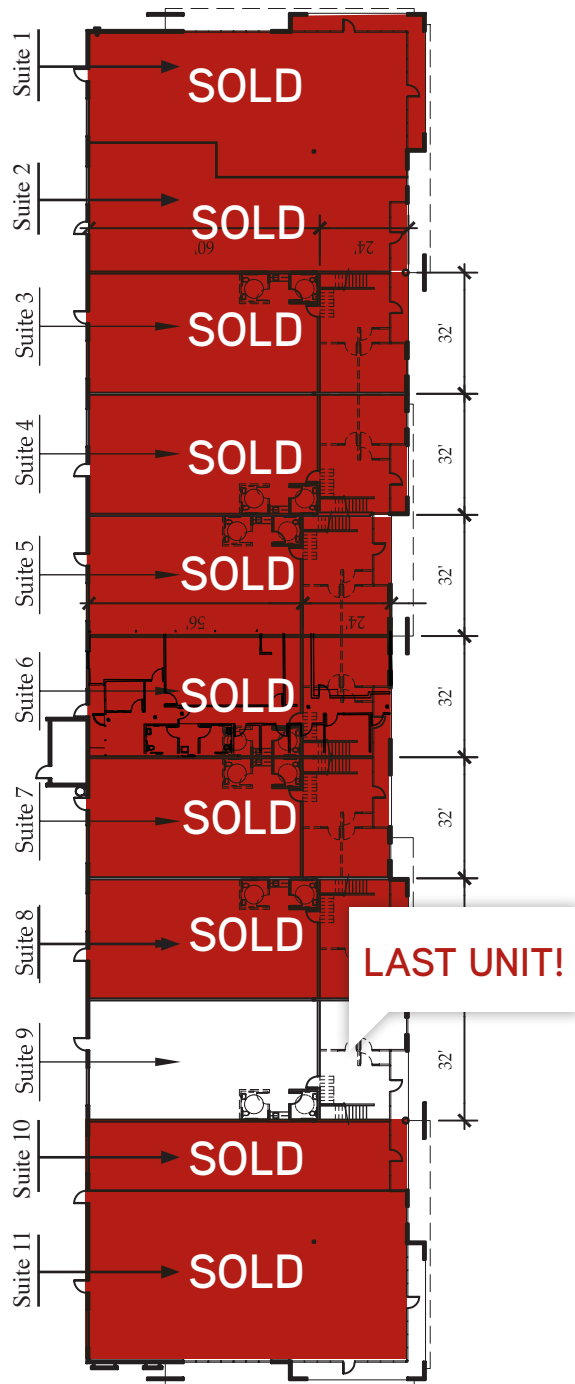 Suite 1
SOLD
Suite 2
SOLD
60'
24'
Suite 3
SOLD
32'
Suite 4
SOLD
32'
Suite 5
SOLD
32'
56'
24'
Suite 6
SOLD
32'
Suite 7
SOLD
32'
Suite 8
SOLD
LAST UNIT!
Suite 9
32'
Suite 10
SOLD
Suite 11
SOLD